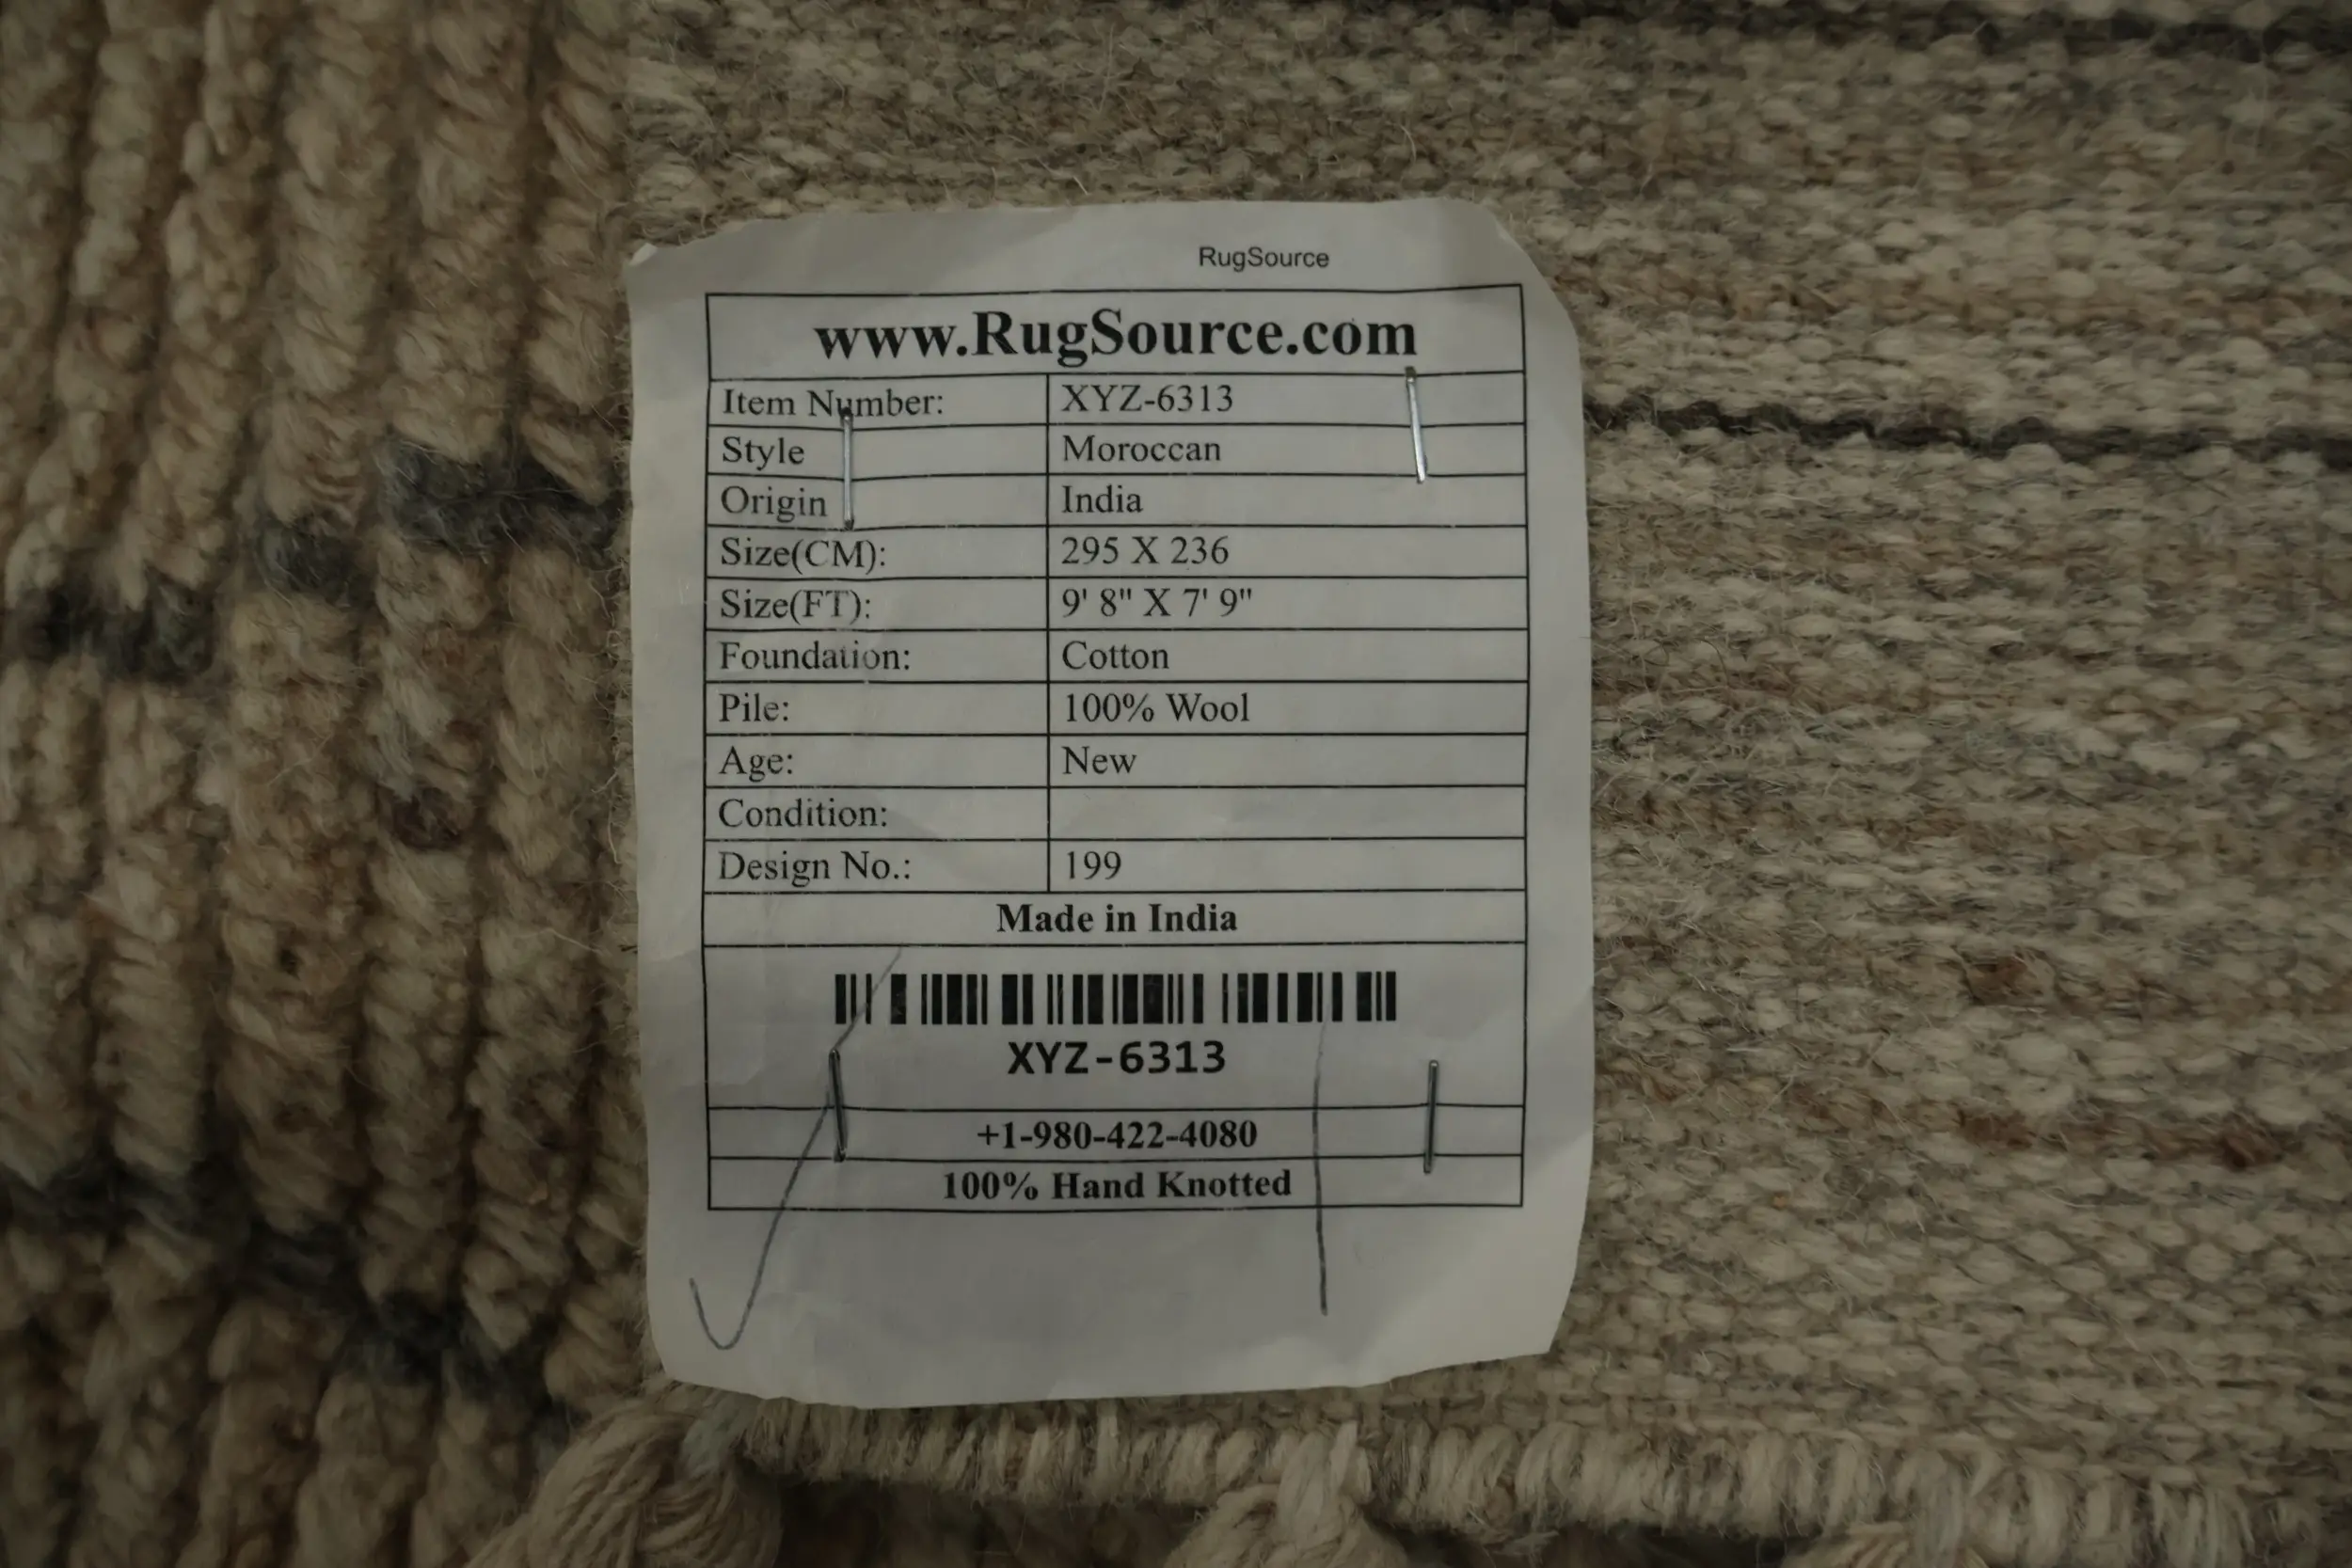 RugSource
www.RugSource.com
Item Number: XYZ-6313
Style Moroccan
Origin India
Size(CM): 295 X 236
Size(FT): 9' 8" X 7' 9"
Foundation: Cotton
Pile: 100% Wool
Age: New
Condition:
Design No.: 199
Made in India
XYZ-6313
+1-980-422-4080
100% Hand Knotted